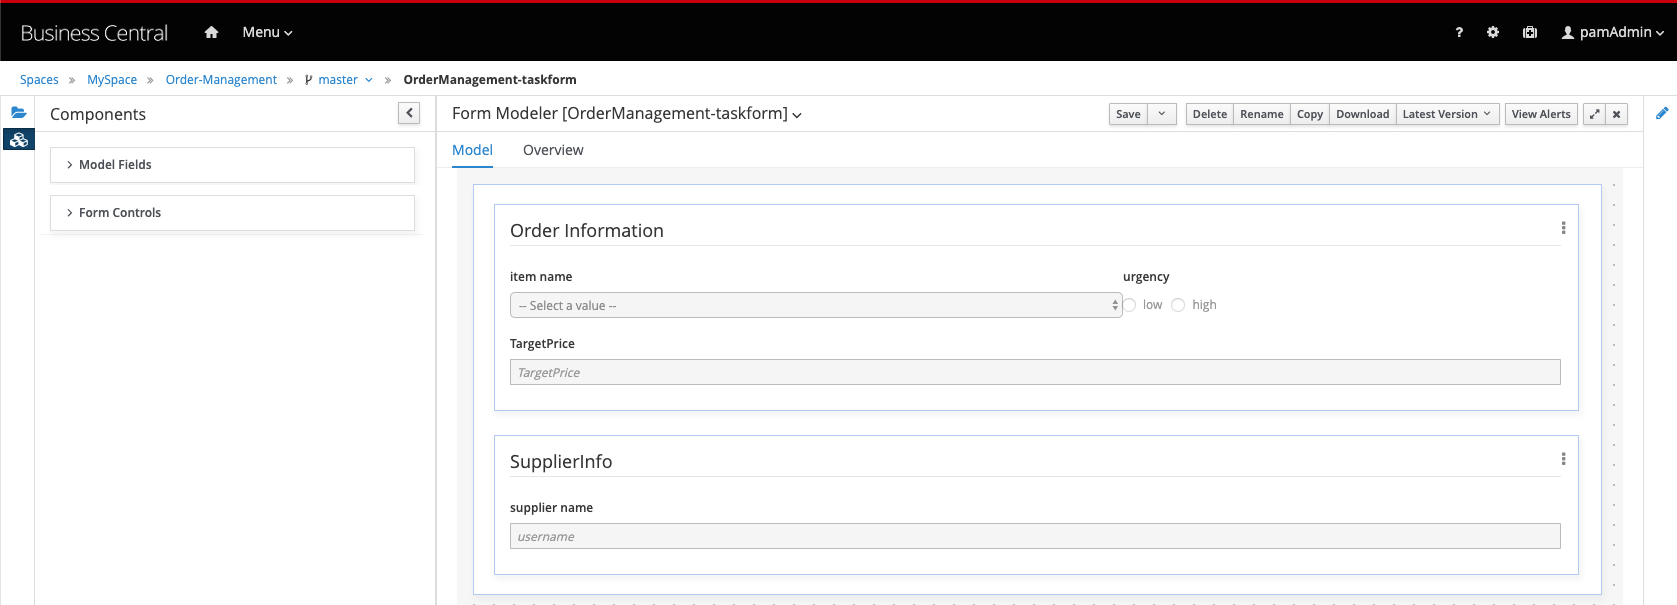 Business Central Menu ? pamAdmin
Spaces » MySpace » Order-Management » master » OrderManagement-taskform
Components
Model Fields
Form Controls
Form Modeler [OrderManagement-taskform]
Save Delete Rename Copy Download Latest Version View Alerts
Model Overview
Order Information
item name urgency
-- Select a value -- low high
TargetPrice
TargetPrice
SupplierInfo
supplier name
username